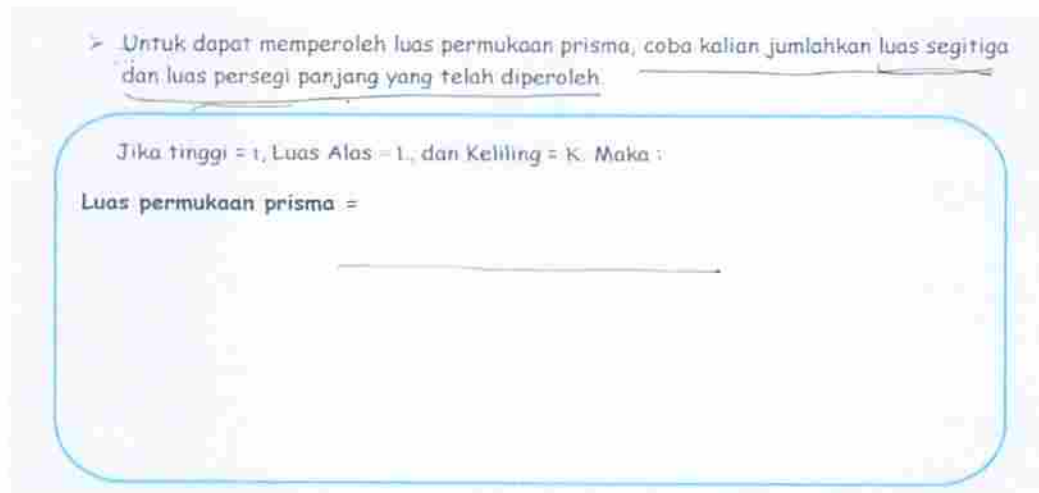 ➤ Untuk dapat memperoleh luas permukaan prisma, coba kalian jumlahkan luas segitiga
dan luas persegi panjang yang telah diperoleh.
Jika tinggi = t, Luas Alas = L, dan Keliling = K. Maka :
Luas permukaan prisma =